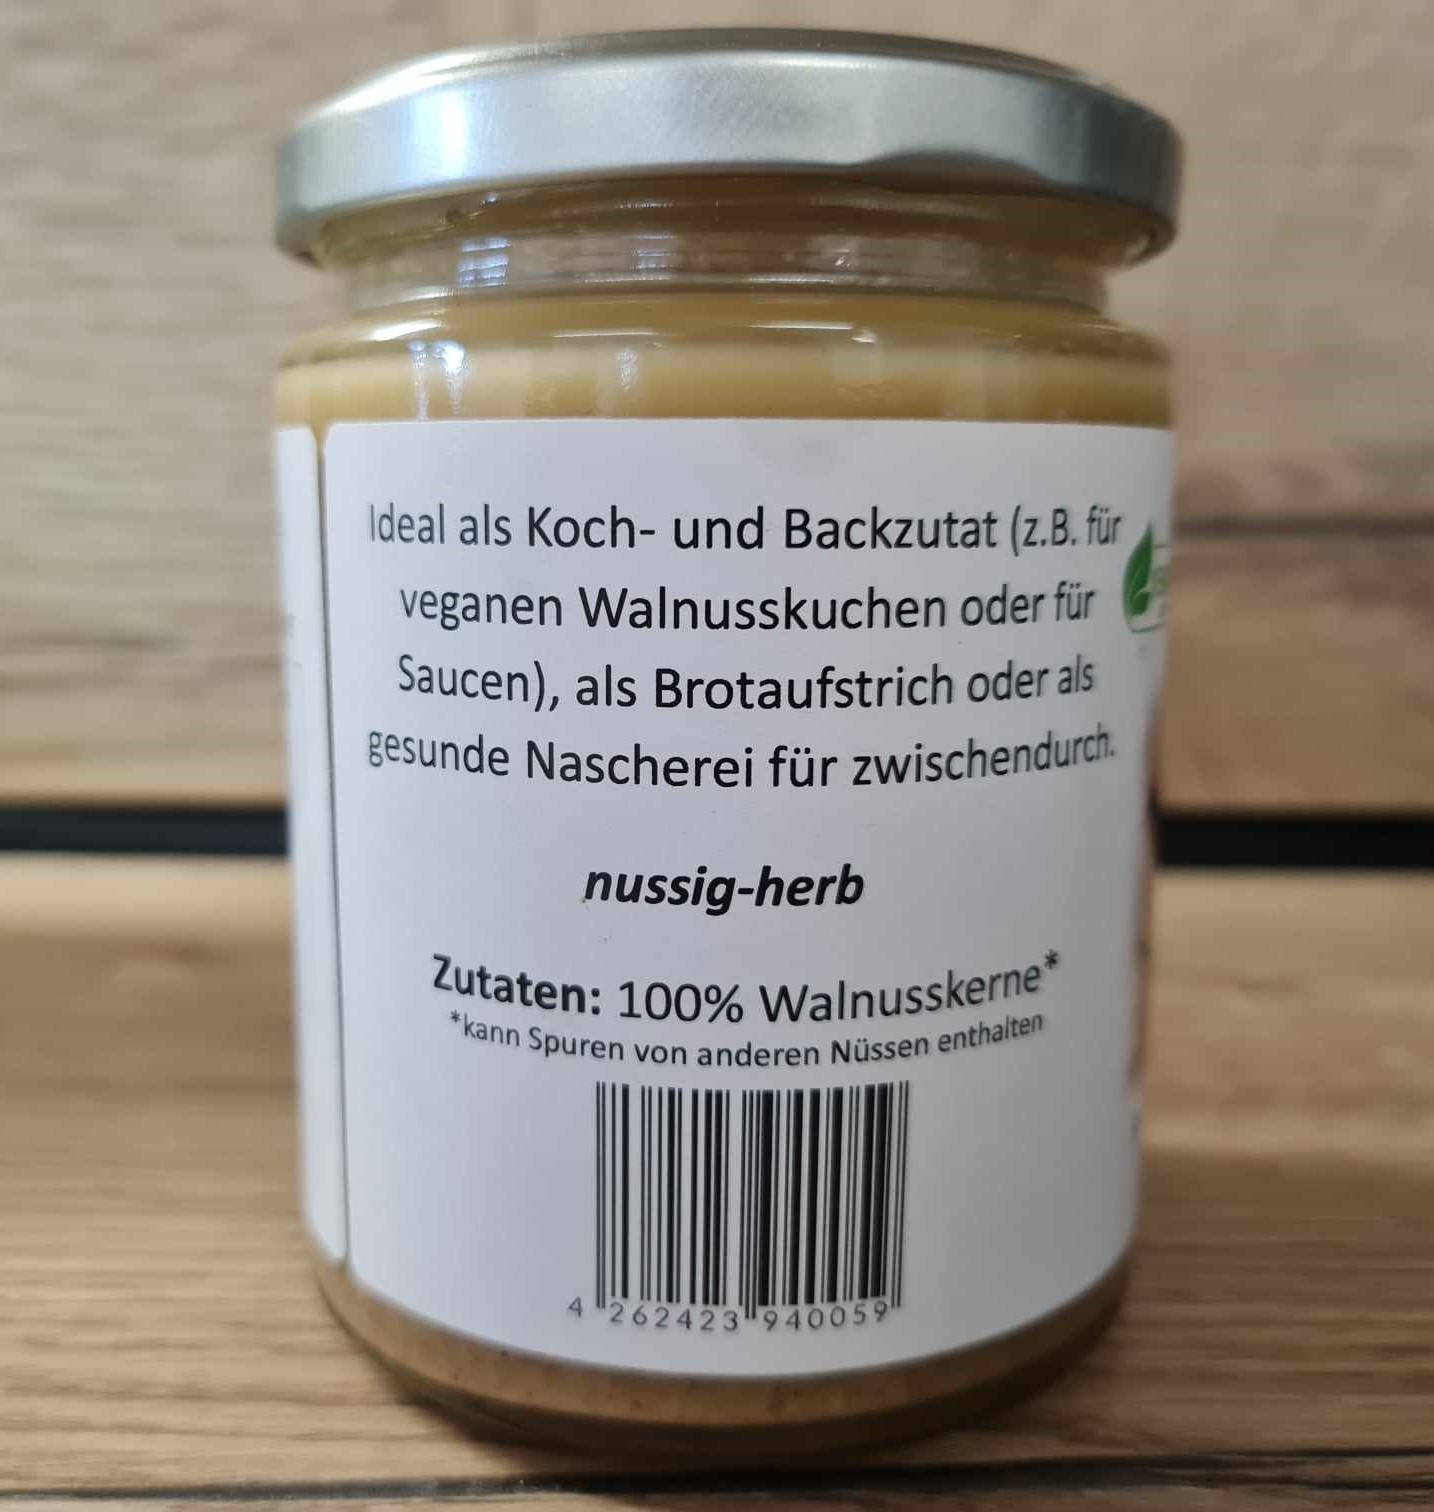 Ideal als Koch- und Backzutat (z.B. für
veganen Walnusskuchen oder für
Saucen), als Brotaufstrich oder als
gesunde Nascherei für zwischendurch.
nussig-herb
Zutaten: 100% Walnusskerne*
*kann Spuren von anderen Nüssen enthalten
4 262423 940059